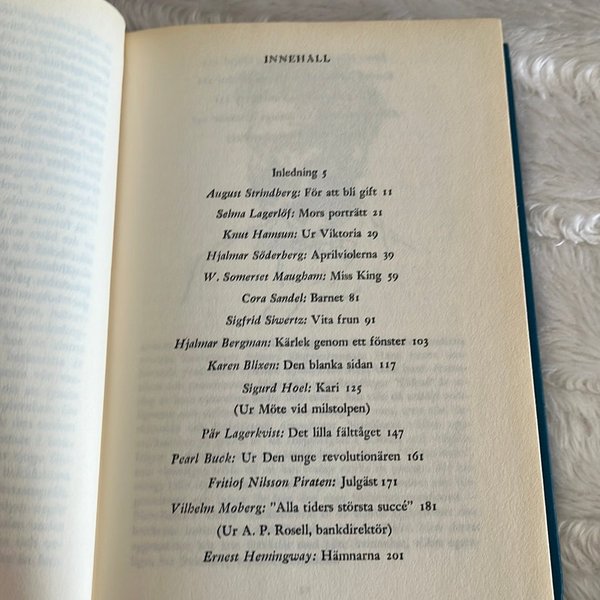 INNEHÅLL
Inledning 5
August Strindberg: För att bli gift 11
Selma Lagerlöf: Mors porträtt 21
Knut Hamsun: Ur Viktoria 29
Hjalmar Söderberg: Aprilviolerna 39
W. Somerset Maugham: Miss King 59
Cora Sandel: Barnet 81
Sigfrid Siwertz: Vita frun 91
Hjalmar Bergman: Kärlek genom ett fönster 103
Karen Blixen: Den blanka sidan 117
Sigurd Hoel: Kari 125
(Ur Möte vid milstolpen)
Pär Lagerkvist: Det lilla fälttåget 147
Pearl Buck: Ur Den unge revolutionären 161
Fritiof Nilsson Piraten: Julgäst 171
Vilhelm Moberg: "Alla tiders största succé" 181
(Ur A. P. Rosell, bankdirektör)
Ernest Hemingway: Hämnarna 201